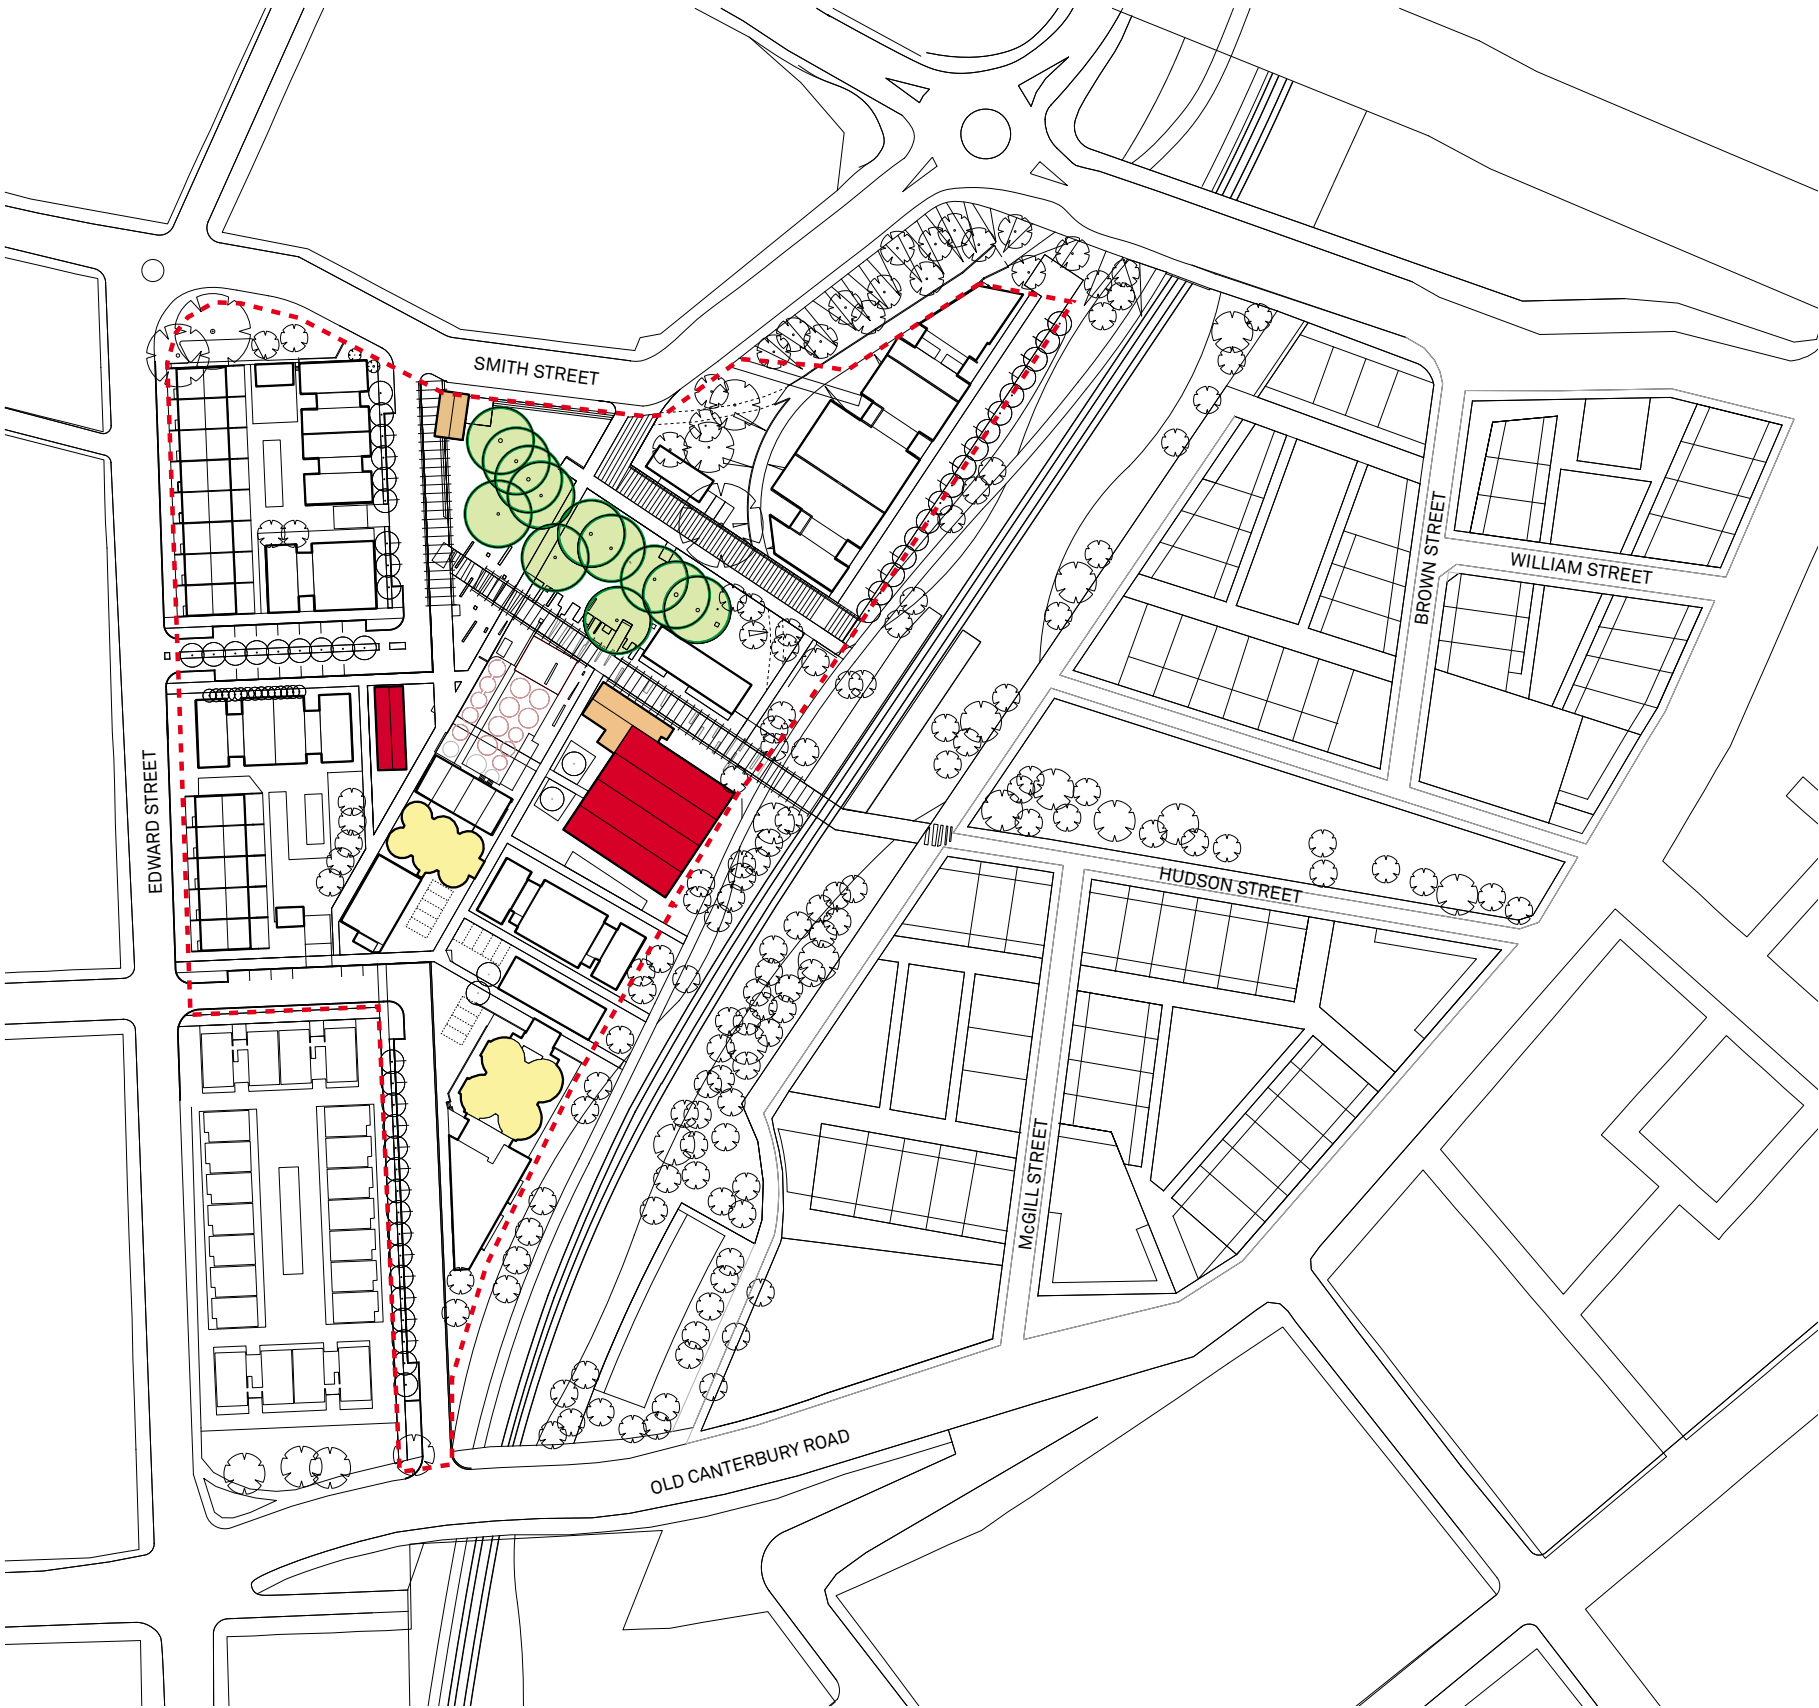 SMITH STREET
BROWN STREET
WILLIAM STREET
EDWARD STREET
HUDSON STREET
McGILL STREET
OLD CANTERBURY ROAD